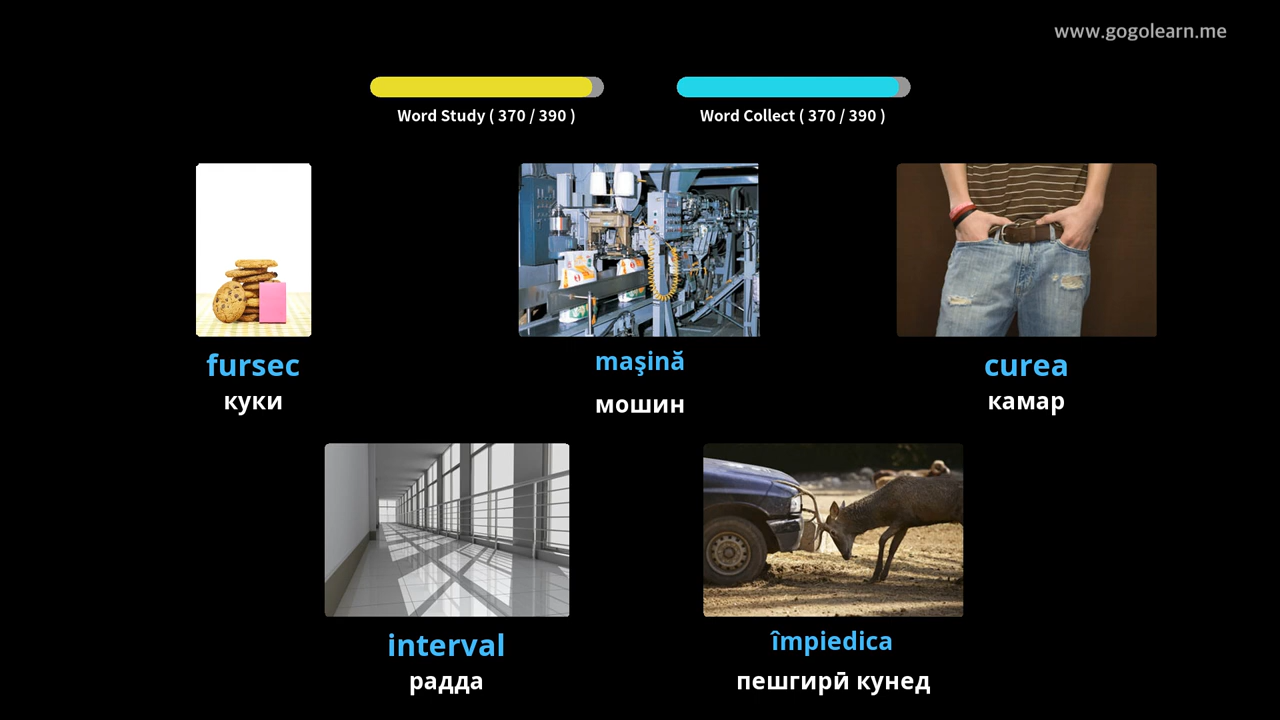 www.gogolearn.me
Word Study ( 370 / 390 )
Word Collect ( 370 / 390 )
fursec
куки
maşină
мошин
curea
камар
interval
радда
împiedica
пешгирӣ кунед